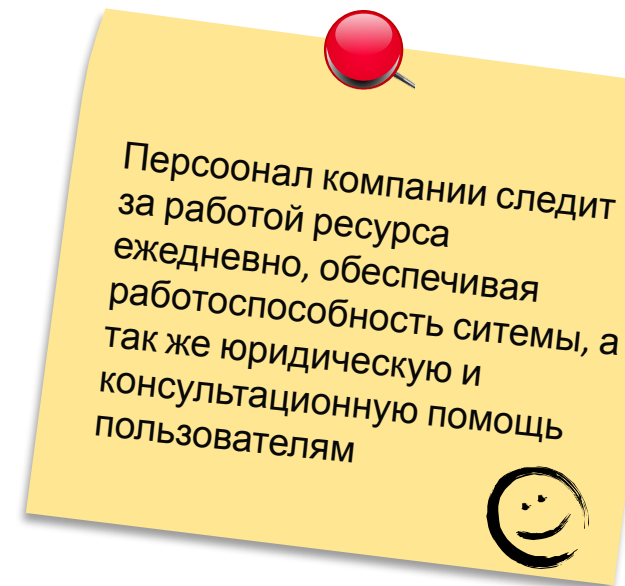 Персоонал компании следит
за работой ресурса
ежедневно, обеспечивая
работоспособность ситемы, а
так же юридическую и
консультационную помощь
пользователям